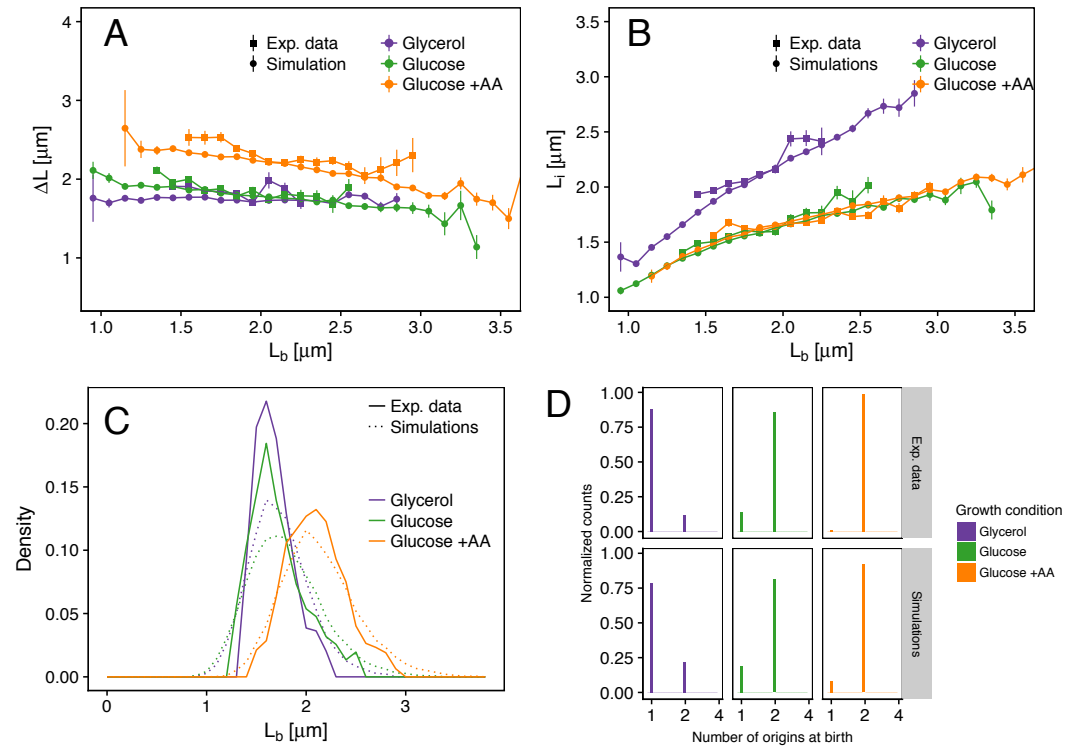 A
Exp. data
Simulation
Glycerol
Glucose
Glucose +AA
ΔL [μm]
4
3
2
1
1.0 1.5 2.0 2.5 3.0 3.5
L_b [μm]
B
Exp. data
Simulations
Glycerol
Glucose
Glucose +AA
L_i [μm]
3.5
3.0
2.5
2.0
1.5
1.0
1.0 1.5 2.0 2.5 3.0 3.5
L_b [μm]
C
Exp. data
Simulations
Glycerol
Glucose
Glucose +AA
Density
0.20
0.15
0.10
0.05
0.00
0 1 2 3
L_b [μm]
D
Normalized counts
1.00
0.75
0.50
0.25
0.00
Exp. data
1.00
0.75
0.50
0.25
0.00
Simulations
1 2 4 1 2 4 1 2 4
Number of origins at birth
Growth condition
Glycerol
Glucose
Glucose +AA